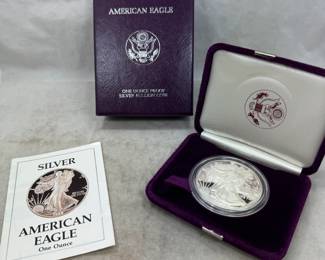 AMERICAN EAGLE
ONE OUNCE PROOF
SILVER BULLION COIN
SILVER
AMERICAN
EAGLE
One Ounce